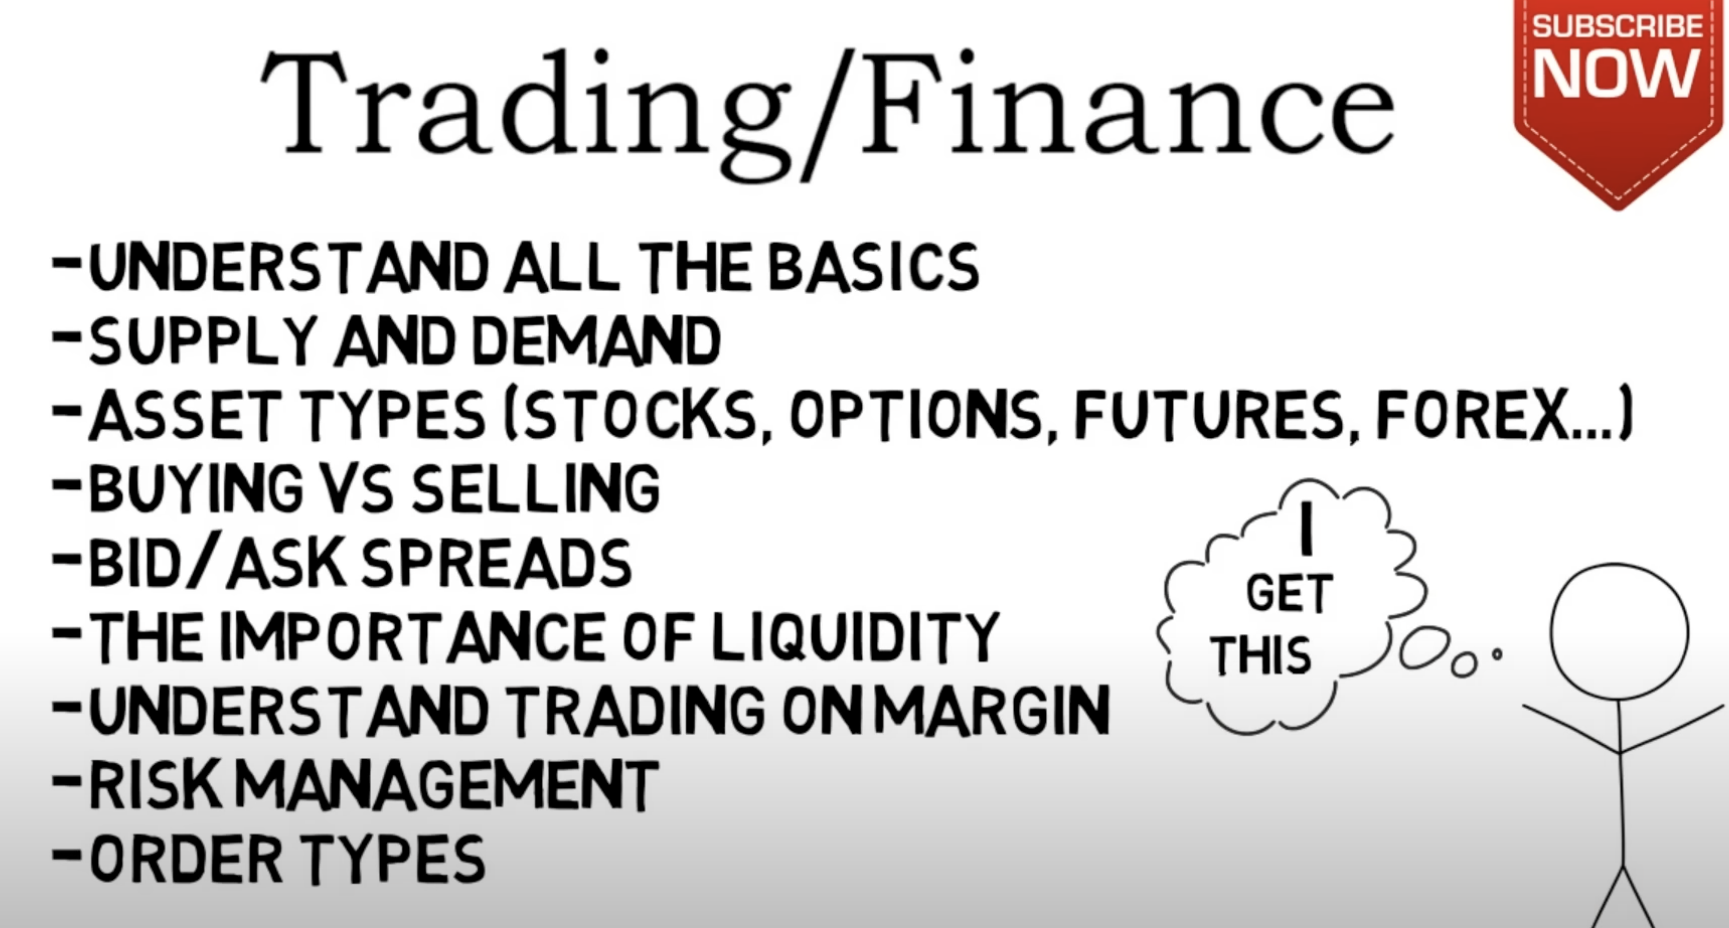 Trading/Finance
SUBSCRIBE
NOW
-UNDERSTAND ALL THE BASICS
-SUPPLY AND DEMAND
-ASSET TYPES (STOCKS, OPTIONS, FUTURES, FOREX...)
-BUYING VS SELLING
-BID/ASK SPREADS
-THE IMPORTANCE OF LIQUIDITY
-UNDERSTAND TRADING ON MARGIN
-RISK MANAGEMENT
-ORDER TYPES
I
GET
THIS